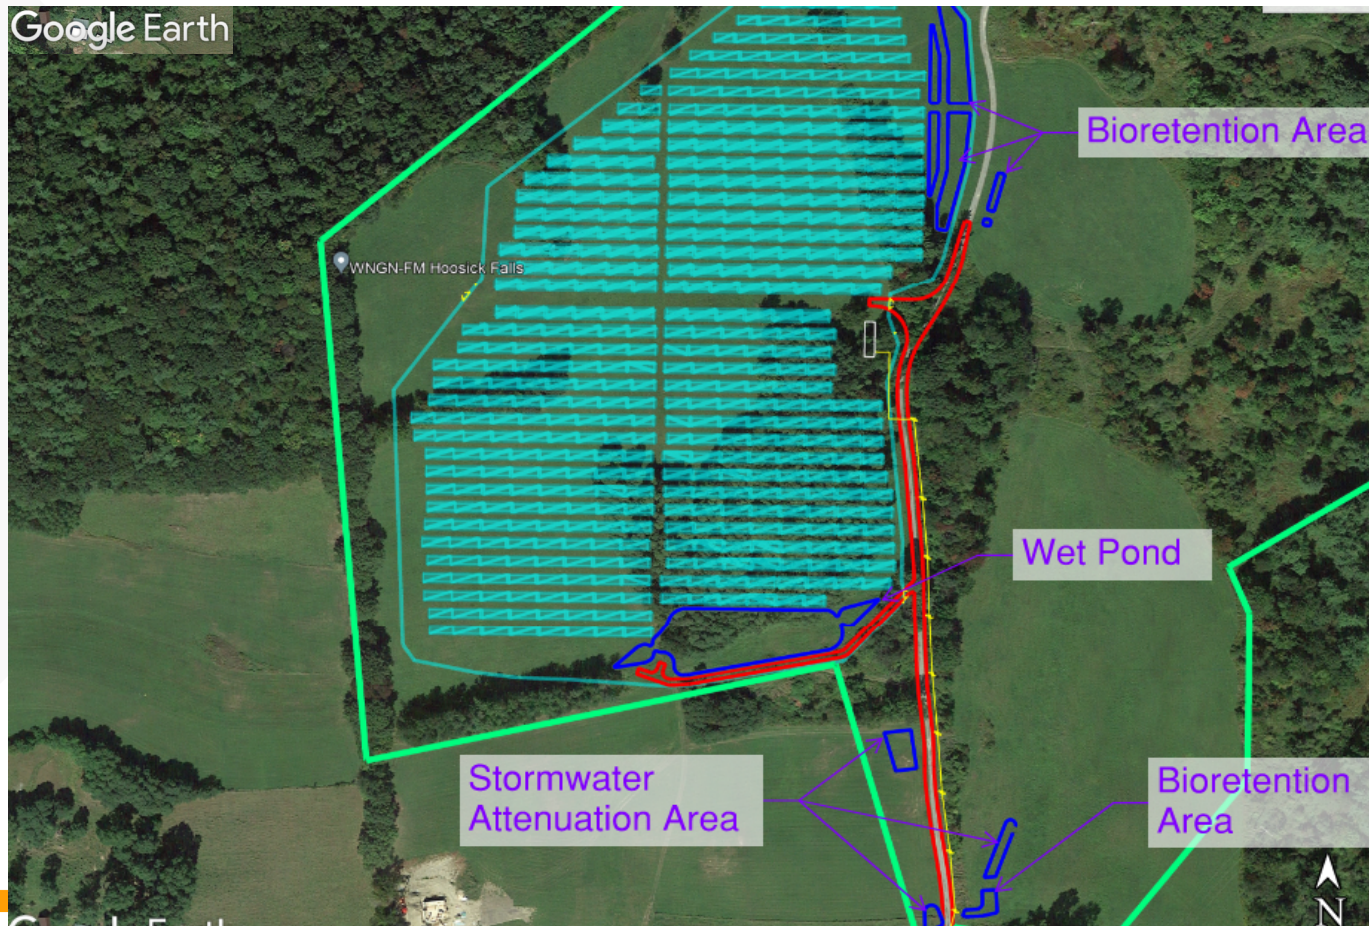 Google Earth
Bioretention Area
WNGN-FM Hoosick Falls
Wet Pond
Stormwater
Attenuation Area
Bioretention
Area
N